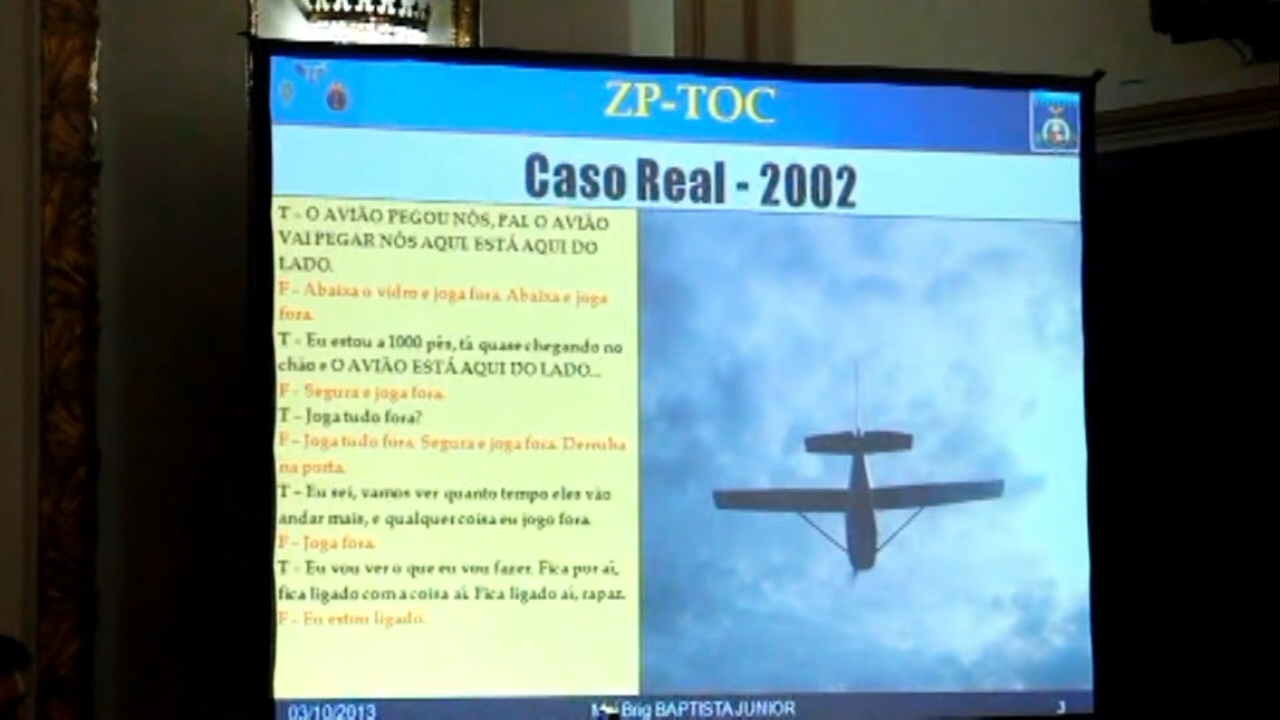 ZP-TOC
Caso Real - 2002
T - O AVIÃO PEGOU NÓS, PAI. O AVIÃO
VAI PEGAR NÓS AQUI. ESTÁ AQUI DO
LADO.
F - Abaixa o vidro e joga fora. Abaixa e joga
fora.
T - Eu estou a 1000 pés, tá quase chegando no
chão e O AVIÃO ESTÁ AQUI DO LADO...
F - Segura e joga fora.
T - Joga tudo fora?
F - Joga tudo fora. Segura e joga fora. Derruba
na porta.
T - Eu sei, vamos ver quanto tempo eles vão
andar mais, e qualquer coisa eu jogo fora.
F - Joga fora.
T - Eu vou ver o que eu vou fazer. Fica por aí,
fica ligado com a coisa aí. Fica ligado aí, rapaz.
F - Eu estou ligado.
03/10/2013
Brig BAPTISTA JUNIOR
3